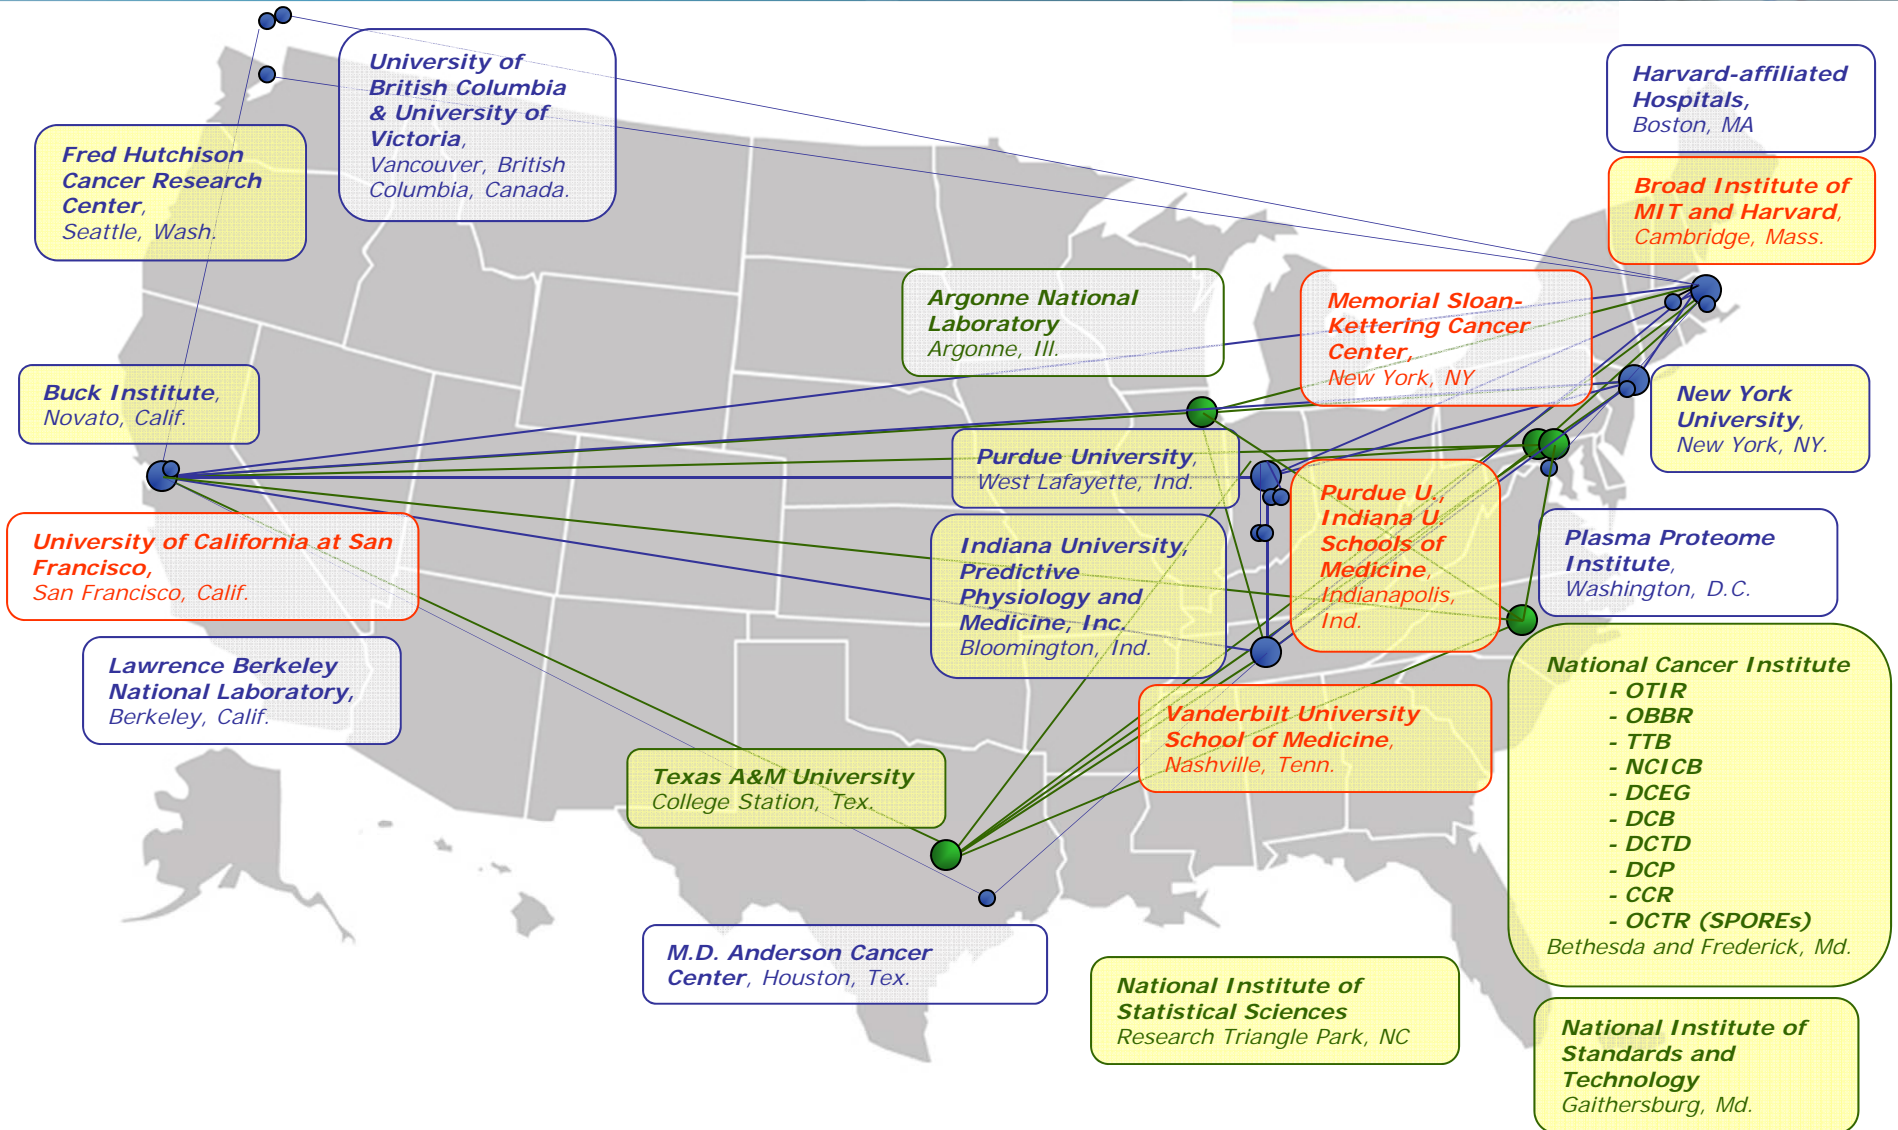 University of
British Columbia
& University of
Victoria,
Vancouver, British
Columbia, Canada.
Harvard-affiliated
Hospitals,
Boston, MA
Fred Hutchison
Cancer Research
Center,
Seattle, Wash.
Broad Institute of
MIT and Harvard,
Cambridge, Mass.
Argonne National
Laboratory
Argonne, Ill.
Memorial Sloan-
Kettering Cancer
Center,
New York, NY
Buck Institute,
Novato, Calif.
New York
University,
New York, NY.
Purdue University,
West Lafayette, Ind.
Purdue U.,
Indiana U.
Schools of
Medicine,
Indianapolis,
Ind.
University of California at San
Francisco,
San Francisco, Calif.
Indiana University,
Predictive
Physiology and
Medicine, Inc.
Bloomington, Ind.
Plasma Proteome
Institute,
Washington, D.C.
Lawrence Berkeley
National Laboratory,
Berkeley, Calif.
National Cancer Institute
- OTIR
- OBBR
- TTB
- NCICB
- DCEG
- DCB
- DCTD
- DCP
- CCR
- OCTR (SPOREs)
Bethesda and Frederick, Md.
Vanderbilt University
School of Medicine,
Nashville, Tenn.
Texas A&M University
College Station, Tex.
M.D. Anderson Cancer
Center, Houston, Tex.
National Institute of
Statistical Sciences
Research Triangle Park, NC
National Institute of
Standards and
Technology
Gaithersburg, Md.